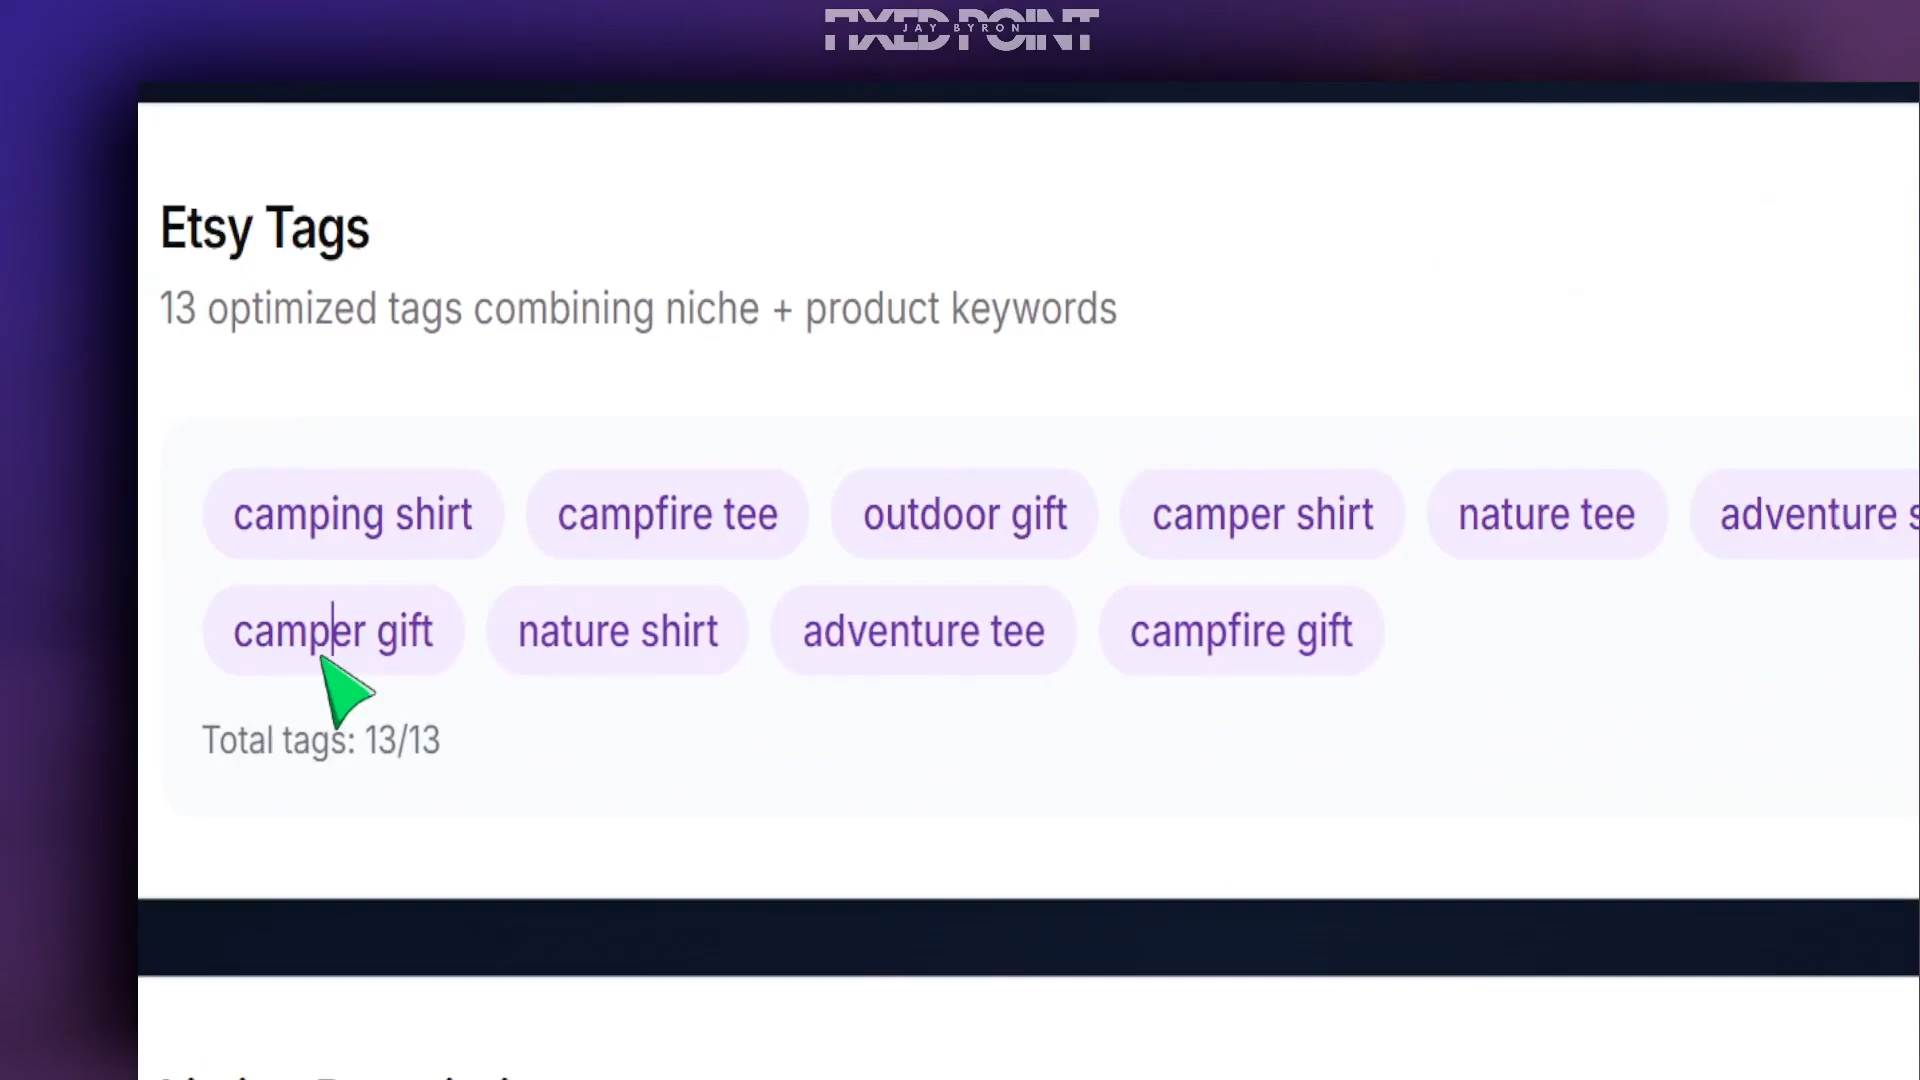 FIXED POINT
JAY BYRON
Etsy Tags
13 optimized tags combining niche + product keywords
camping shirt campfire tee outdoor gift camper shirt nature tee adventure
camper gift nature shirt adventure tee campfire gift
Total tags: 13/13